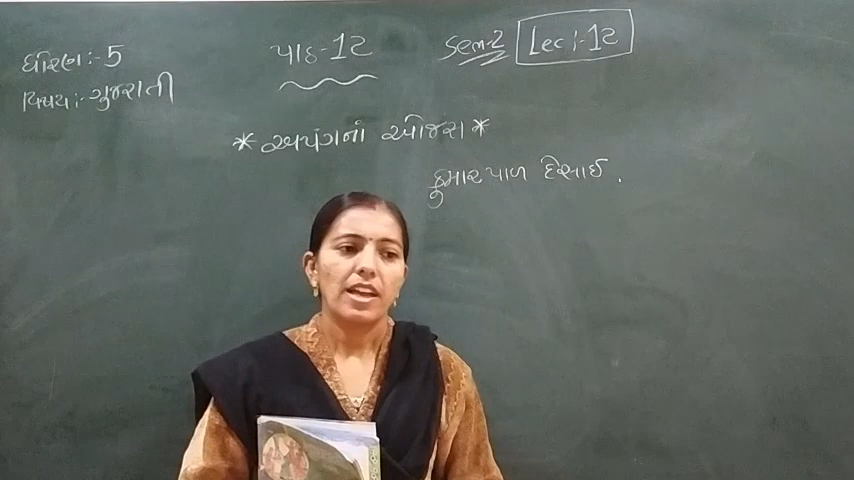 ધોરણ:-5
પાઠ-12
Sem-2
Lec:-12
વિષય:-ગુજરાતી
*અપંગનાં ઓજસ*
કુમારપાળ દેસાઈ.